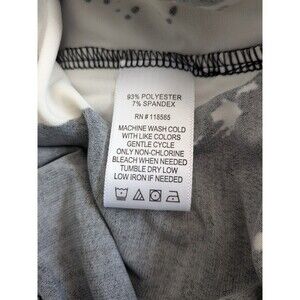 93% POLYESTER
7% SPANDEX
RN # 118565
MACHINE WASH COLD
WITH LIKE COLORS
GENTLE CYCLE
ONLY NON-CHLORINE
BLEACH WHEN NEEDED
TUMBLE DRY LOW
LOW IRON IF NEEDED